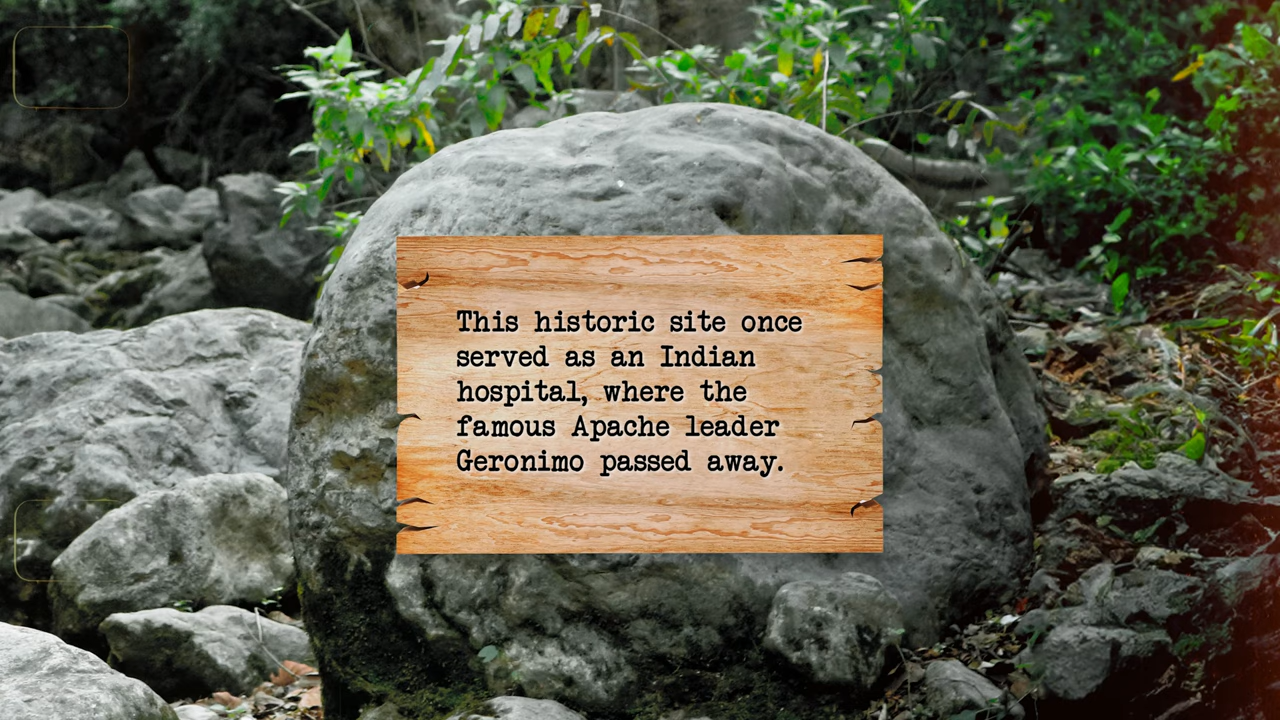 This historic site once
served as an Indian
hospital, where the
famous Apache leader
Geronimo passed away.